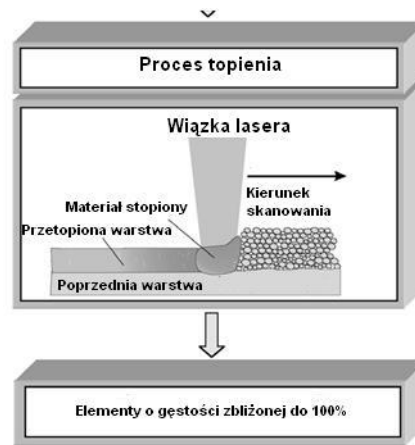 Proces topienia
Wiązka lasera
Kierunek
skanowania
Materiał stopiony
Przetopiona warstwa
Poprzednia warstwa
Elementy o gęstości zbliżonej do 100%